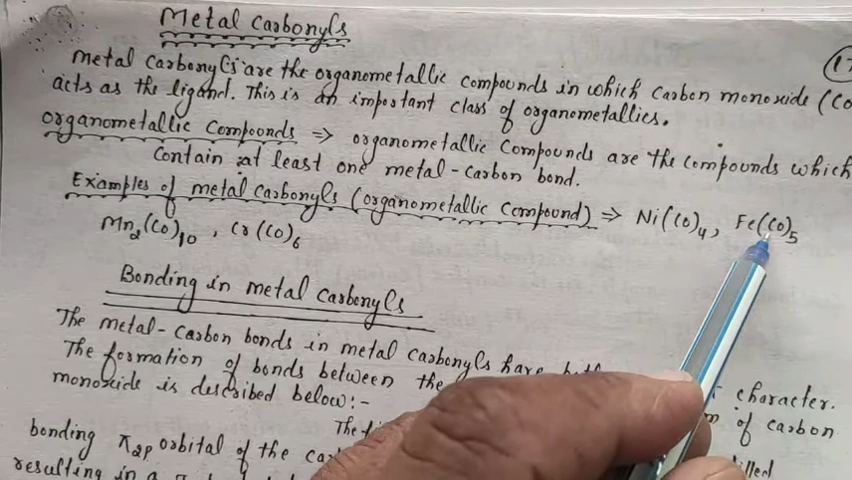 Metal Carbonyls
Metal Carbonyls are the organometallic compounds in which carbon monoxide (CO
acts as the ligand. This is an important class of organometallics.
organometallic Compounds => organometallic Compounds are the compounds which
Contain at least one metal-carbon bond.
Examples of metal Carbonyls (organometallic Compound) => Ni(CO)4, Fe(CO)5
Mn2(CO)10, Cr(CO)6
Bonding in metal Carbonyls
The metal-Carbon bonds in metal carbonyls have character.
The formation of bonds between the of carbon
monoxide is described below:-
The
bonding π2p orbital of the filled
resulting in a